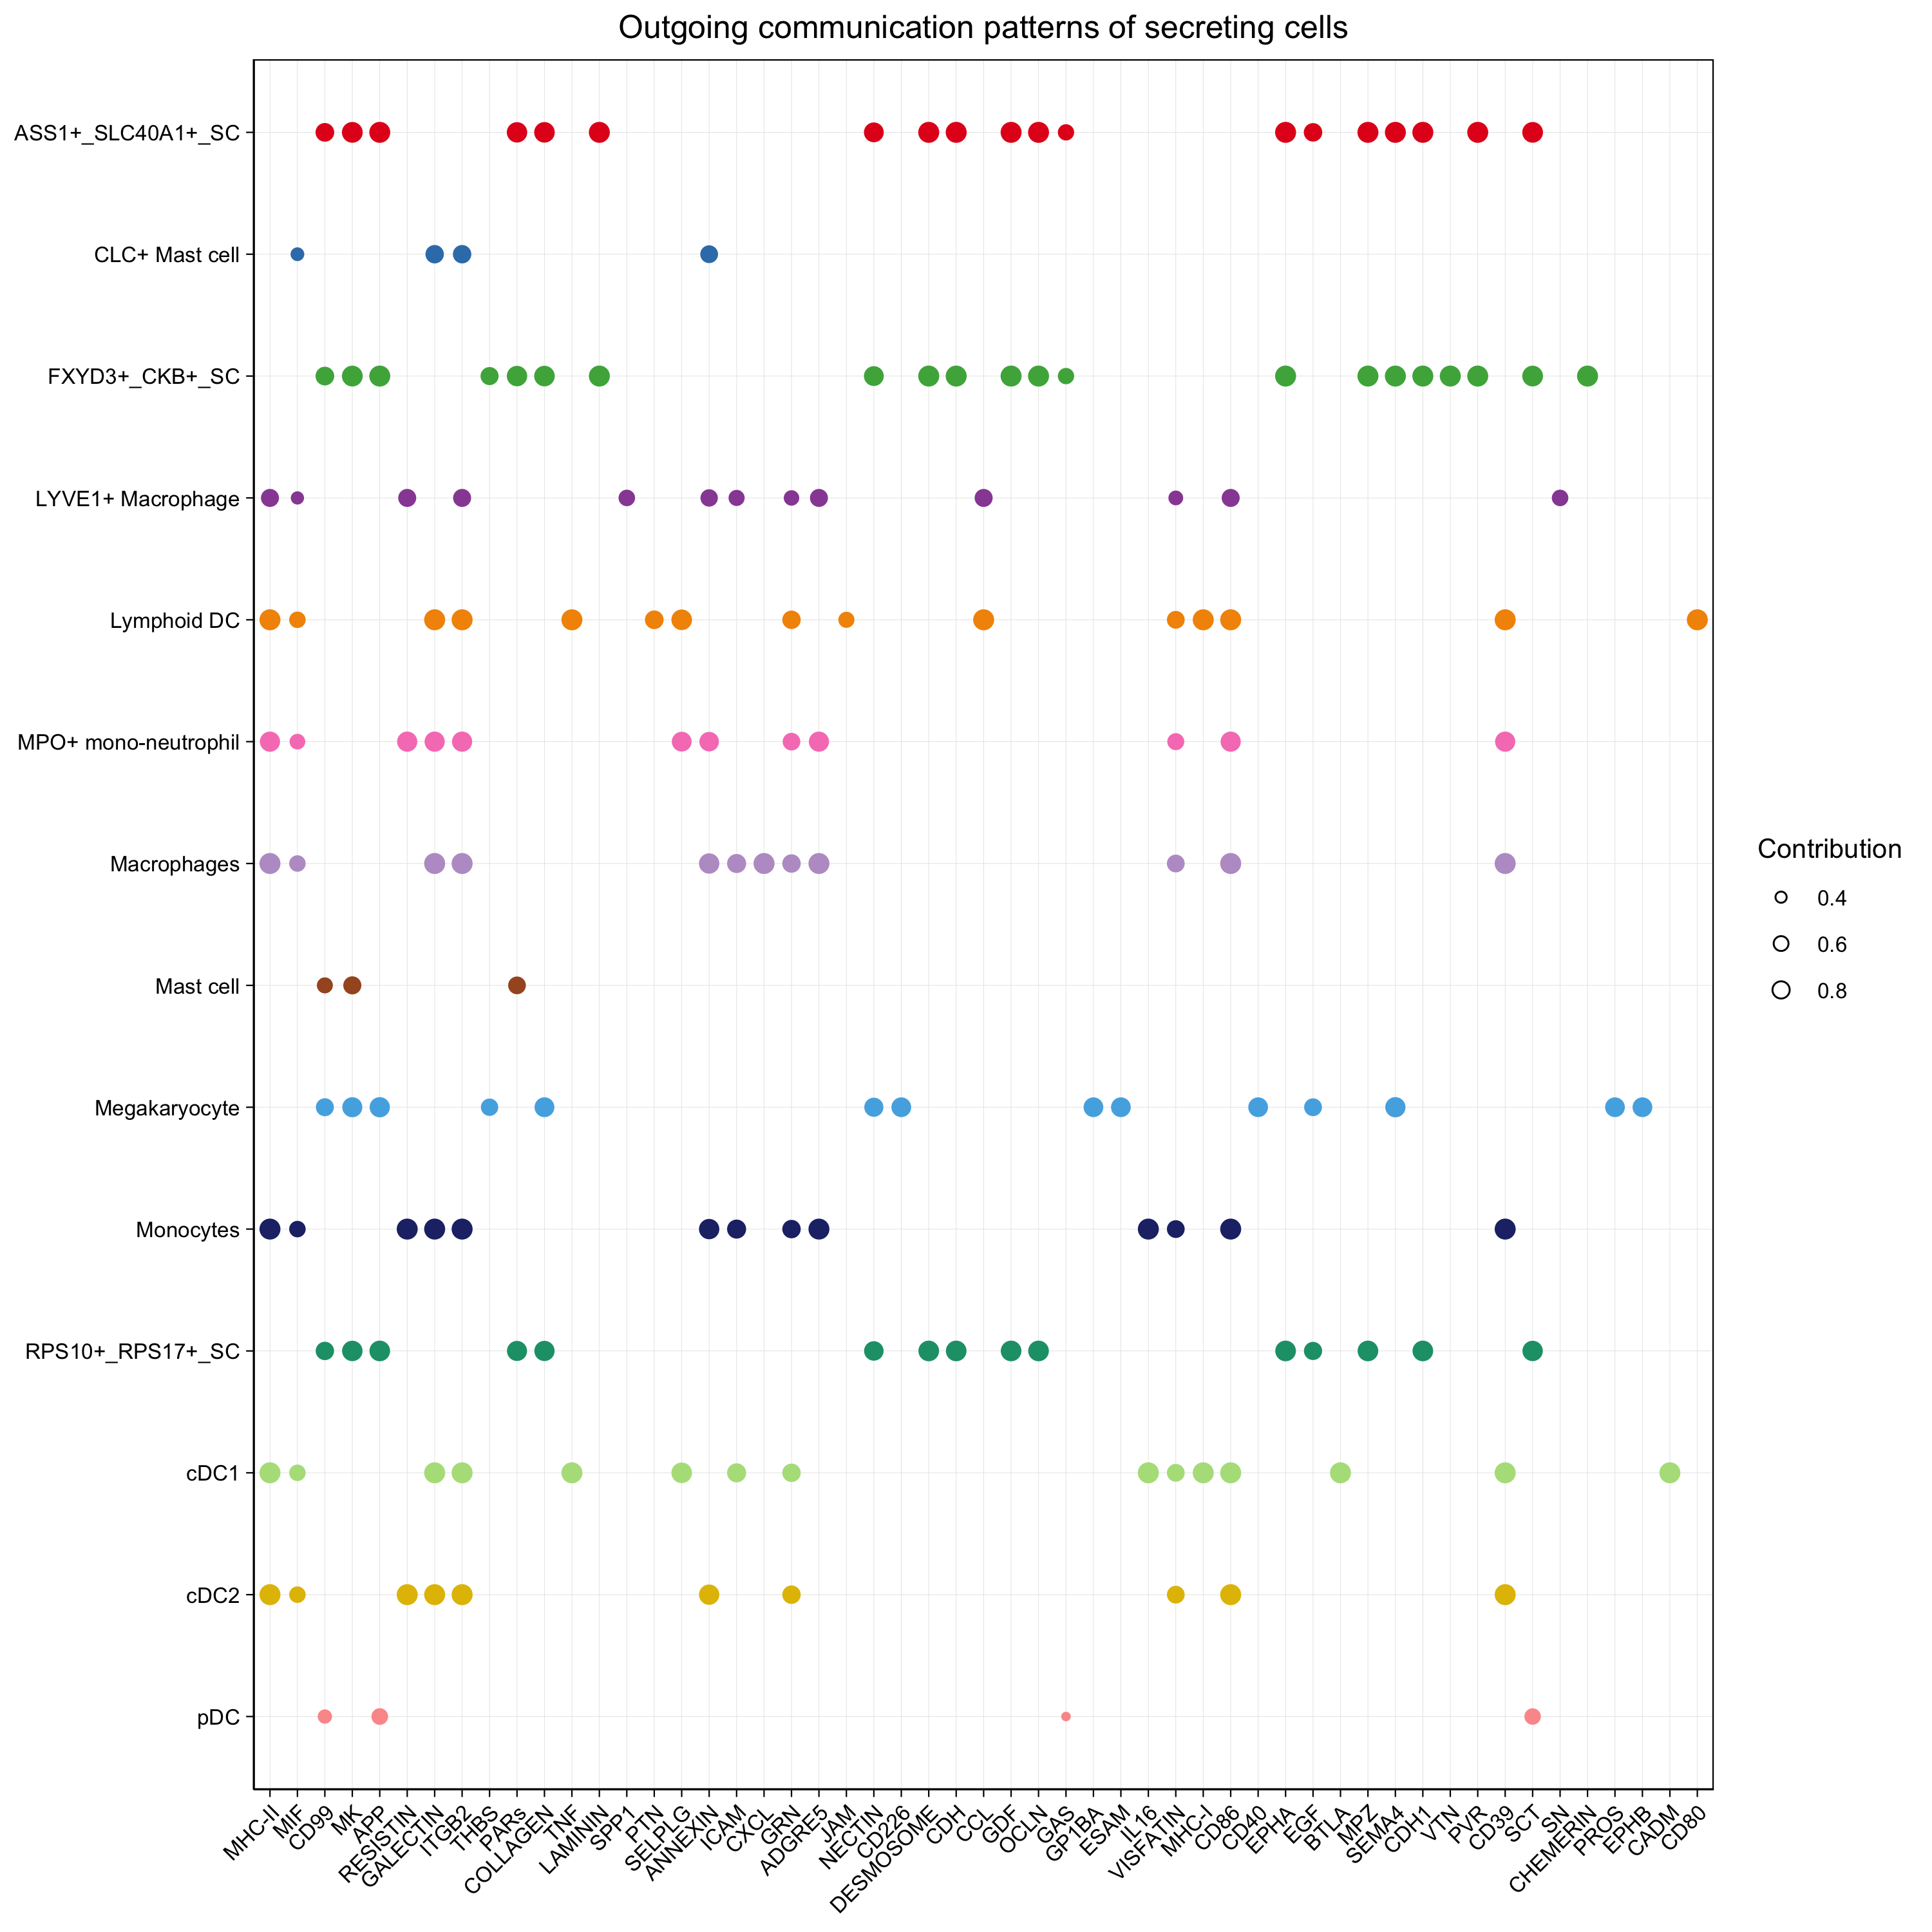 Outgoing communication patterns of secreting cells
ASS1+_SLC40A1+_SC
CLC+ Mast cell
FXYD3+_CKB+_SC
LYVE1+ Macrophage
Lymphoid DC
MPO+ mono-neutrophil
Macrophages
Mast cell
Megakaryocyte
Monocytes
RPS10+_RPS17+_SC
cDC1
cDC2
pDC
MHC-II
MIF
CD99
MK
APP
RESISTIN
GALECTIN
ITGB2
THBS
PARs
COLLAGEN
TNF
LAMININ
SPP1
PTN
SELPLG
ANNEXIN
ICAM
CXCL
GRN
ADGRE5
JAM
NECTIN
CD226
DESMOSOME
CDH
CCL
GDF
OCLN
GAS
GP1BA
ESAM
IL16
VISFATIN
MHC-I
CD86
CD40
EPHA
EGF
BTLA
MPZ
SEMA4
CDH1
VTN
PVR
CD39
SCT
SN
CHEMERIN
PROS
EPHB
CADM
CD80
Contribution
0.4
0.6
0.8